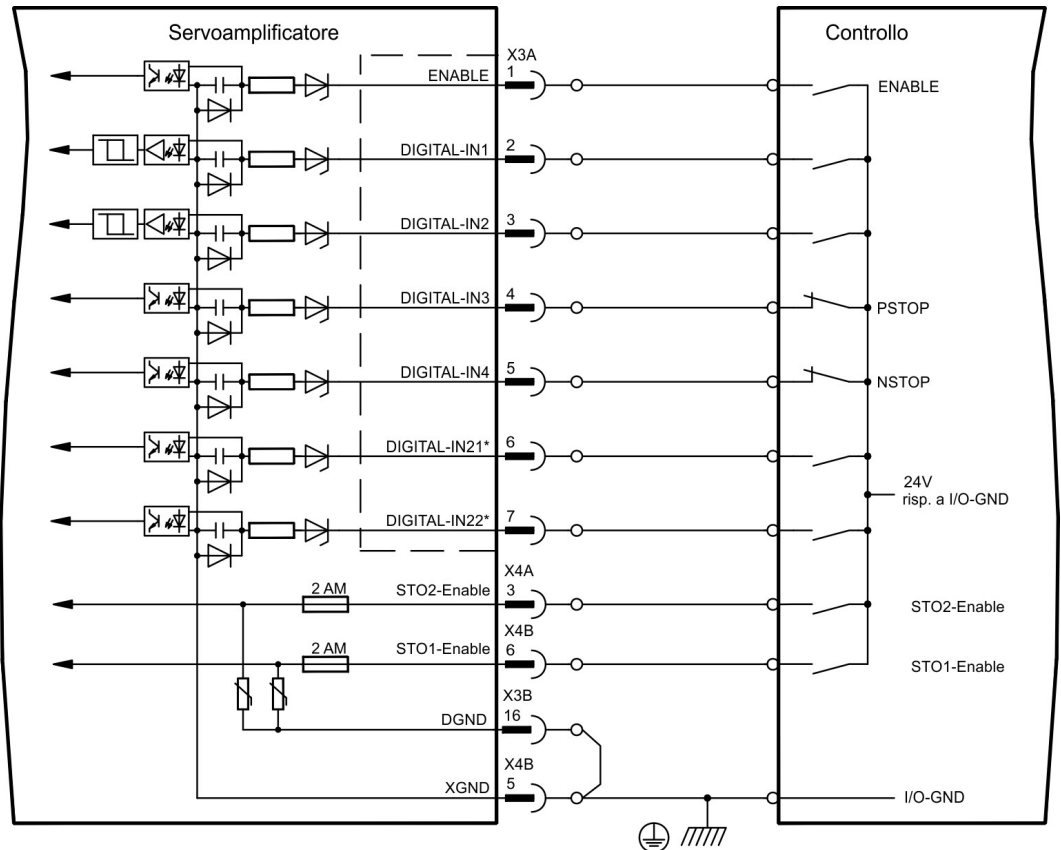 Servoamplificatore
Controllo
X3A
ENABLE 1 ENABLE
DIGITAL-IN1 2
DIGITAL-IN2 3
DIGITAL-IN3 4 PSTOP
DIGITAL-IN4 5 NSTOP
DIGITAL-IN21* 6
24V
risp. a I/O-GND
DIGITAL-IN22* 7
X4A
2 AM STO2-Enable 3 STO2-Enable
X4B
2 AM STO1-Enable 6 STO1-Enable
X3B
DGND 16
X4B
XGND 5 I/O-GND